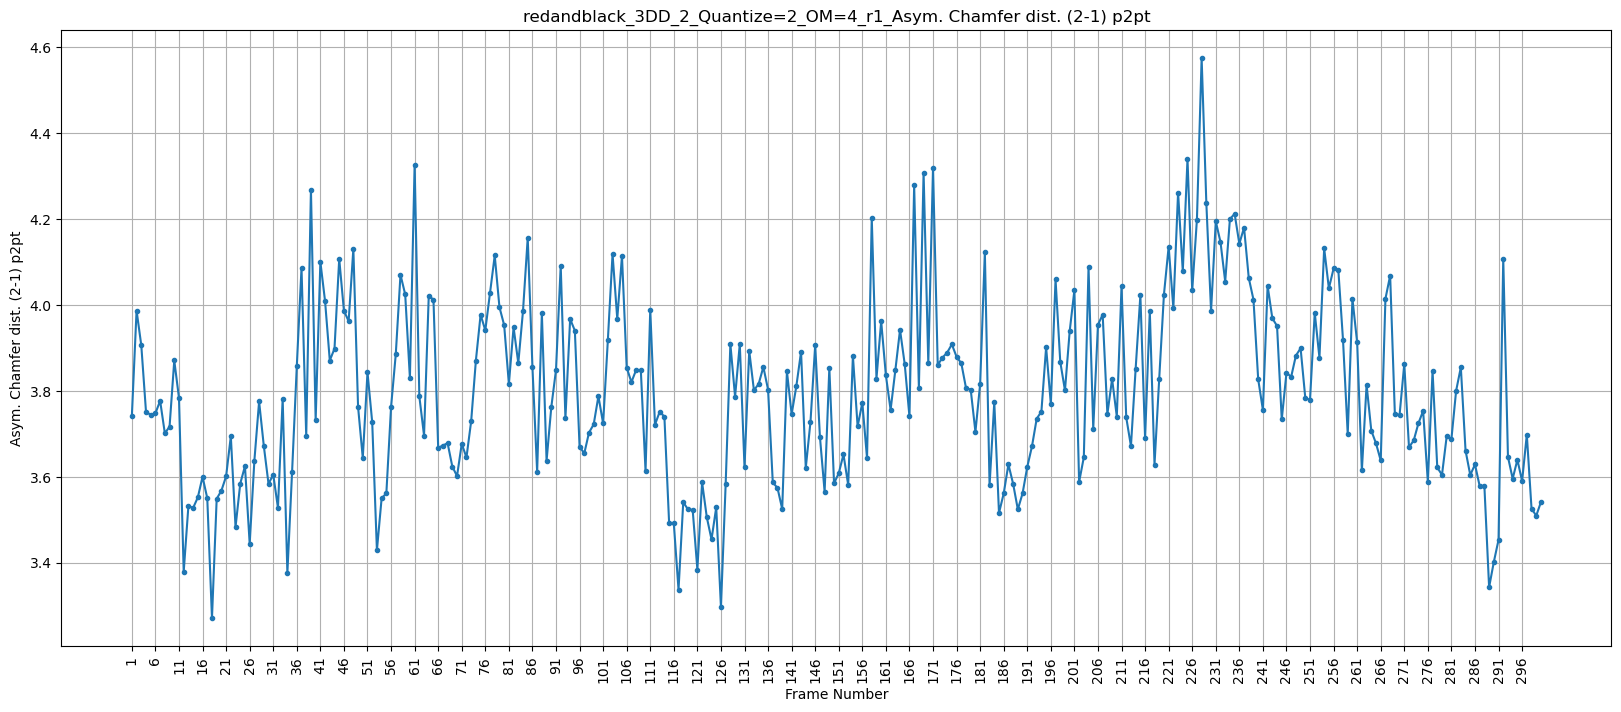 redandblack_3DD_2_Quantize=2_OM=4_r1_Asym. Chamfer dist. (2-1) p2pt
Asym. Chamfer dist. (2-1) p2pt
4.6
4.4
4.2
4.0
3.8
3.6
3.4
1 6 11 16 21 26 31 36 41 46 51 56 61 66 71 76 81 86 91 96 101 106 111 116 121 126 131 136 141 146 151 156 161 166 171 176 181 186 191 196 201 206 211 216 221 226 231 236 241 246 251 256 261 266 271 276 281 286 291 296
Frame Number